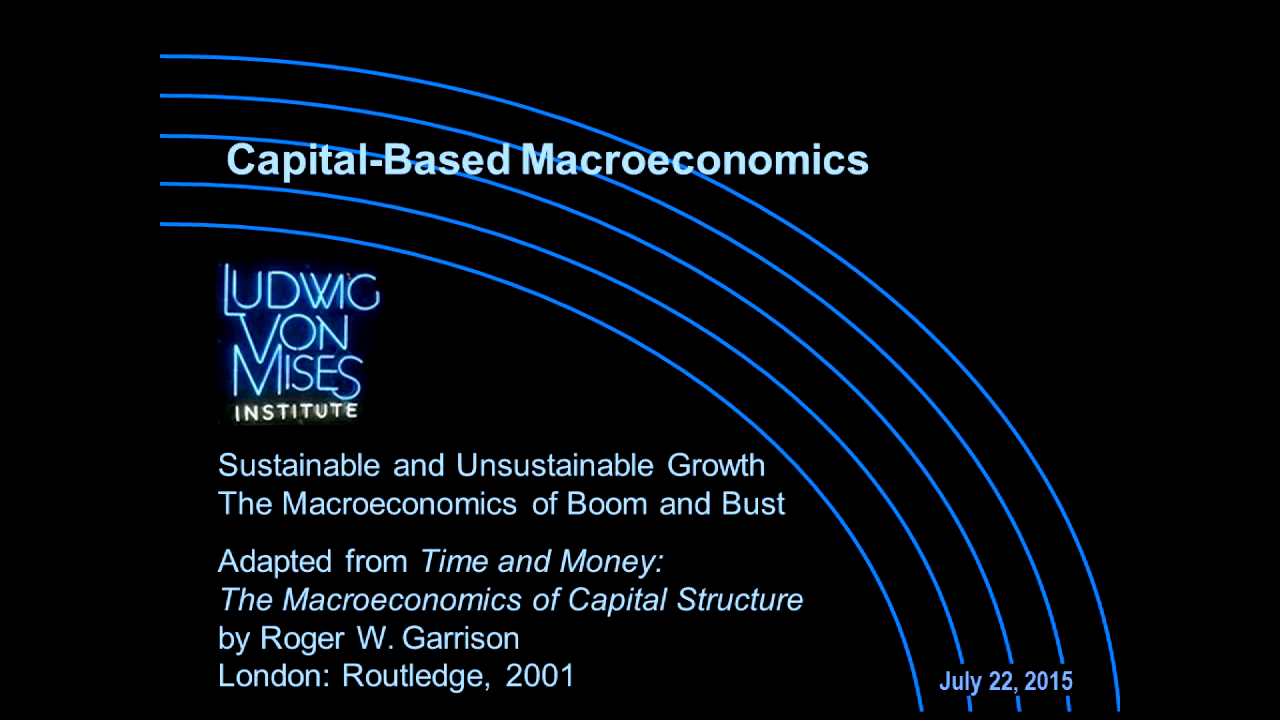 Capital-Based Macroeconomics
LUDWIG
VON
MISES
INSTITUTE
Sustainable and Unsustainable Growth
The Macroeconomics of Boom and Bust
Adapted from Time and Money:
The Macroeconomics of Capital Structure
by Roger W. Garrison
London: Routledge, 2001
July 22, 2015